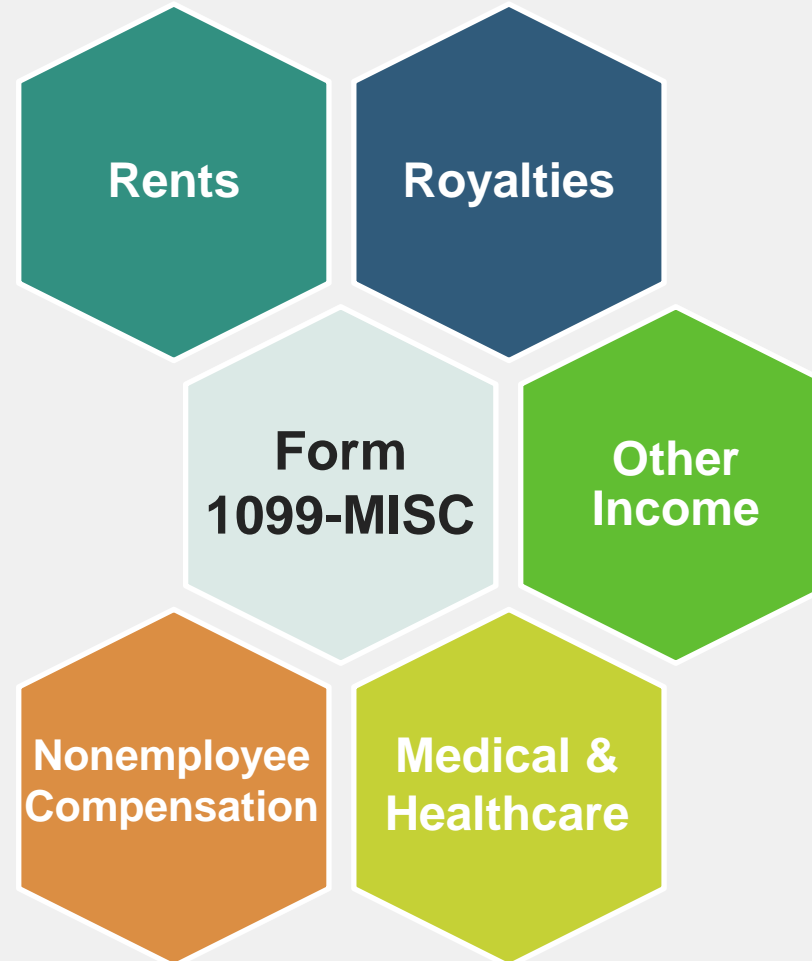 Rents
Royalties
Form
1099-MISC
Other
Income
Nonemployee
Compensation
Medical &
Healthcare